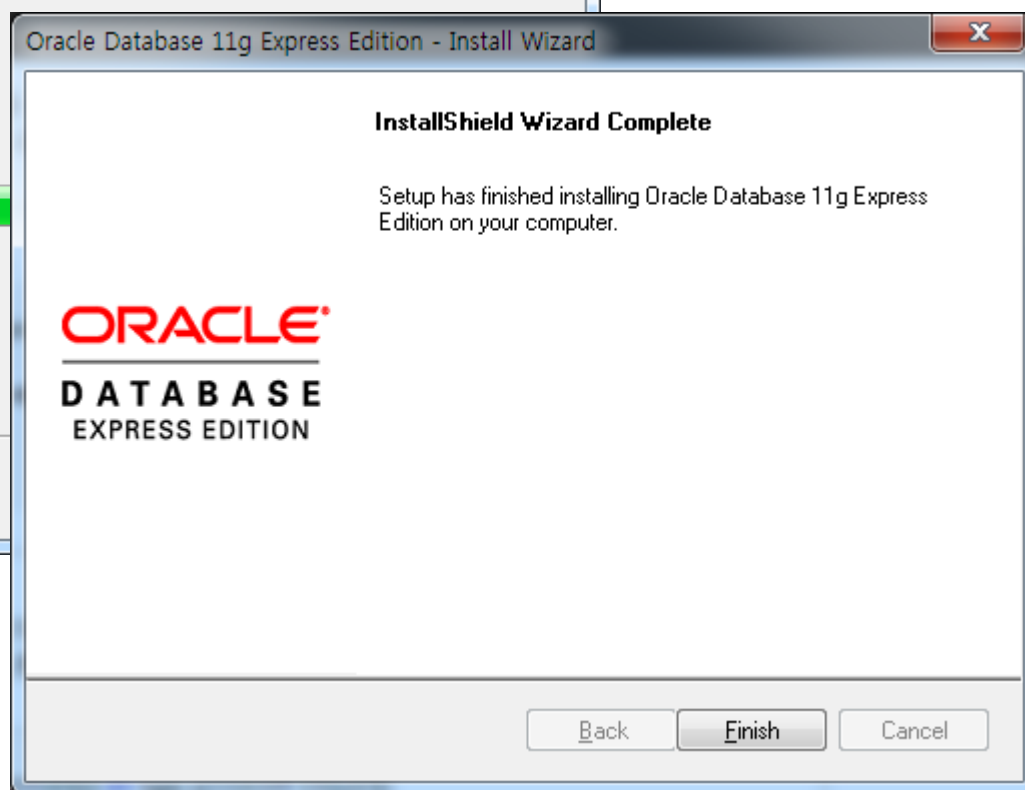 Oracle Database 11g Express Edition - Install Wizard
InstallShield Wizard Complete
Setup has finished installing Oracle Database 11g Express
Edition on your computer.
ORACLE®
DATABASE
EXPRESS EDITION
Back
Finish
Cancel